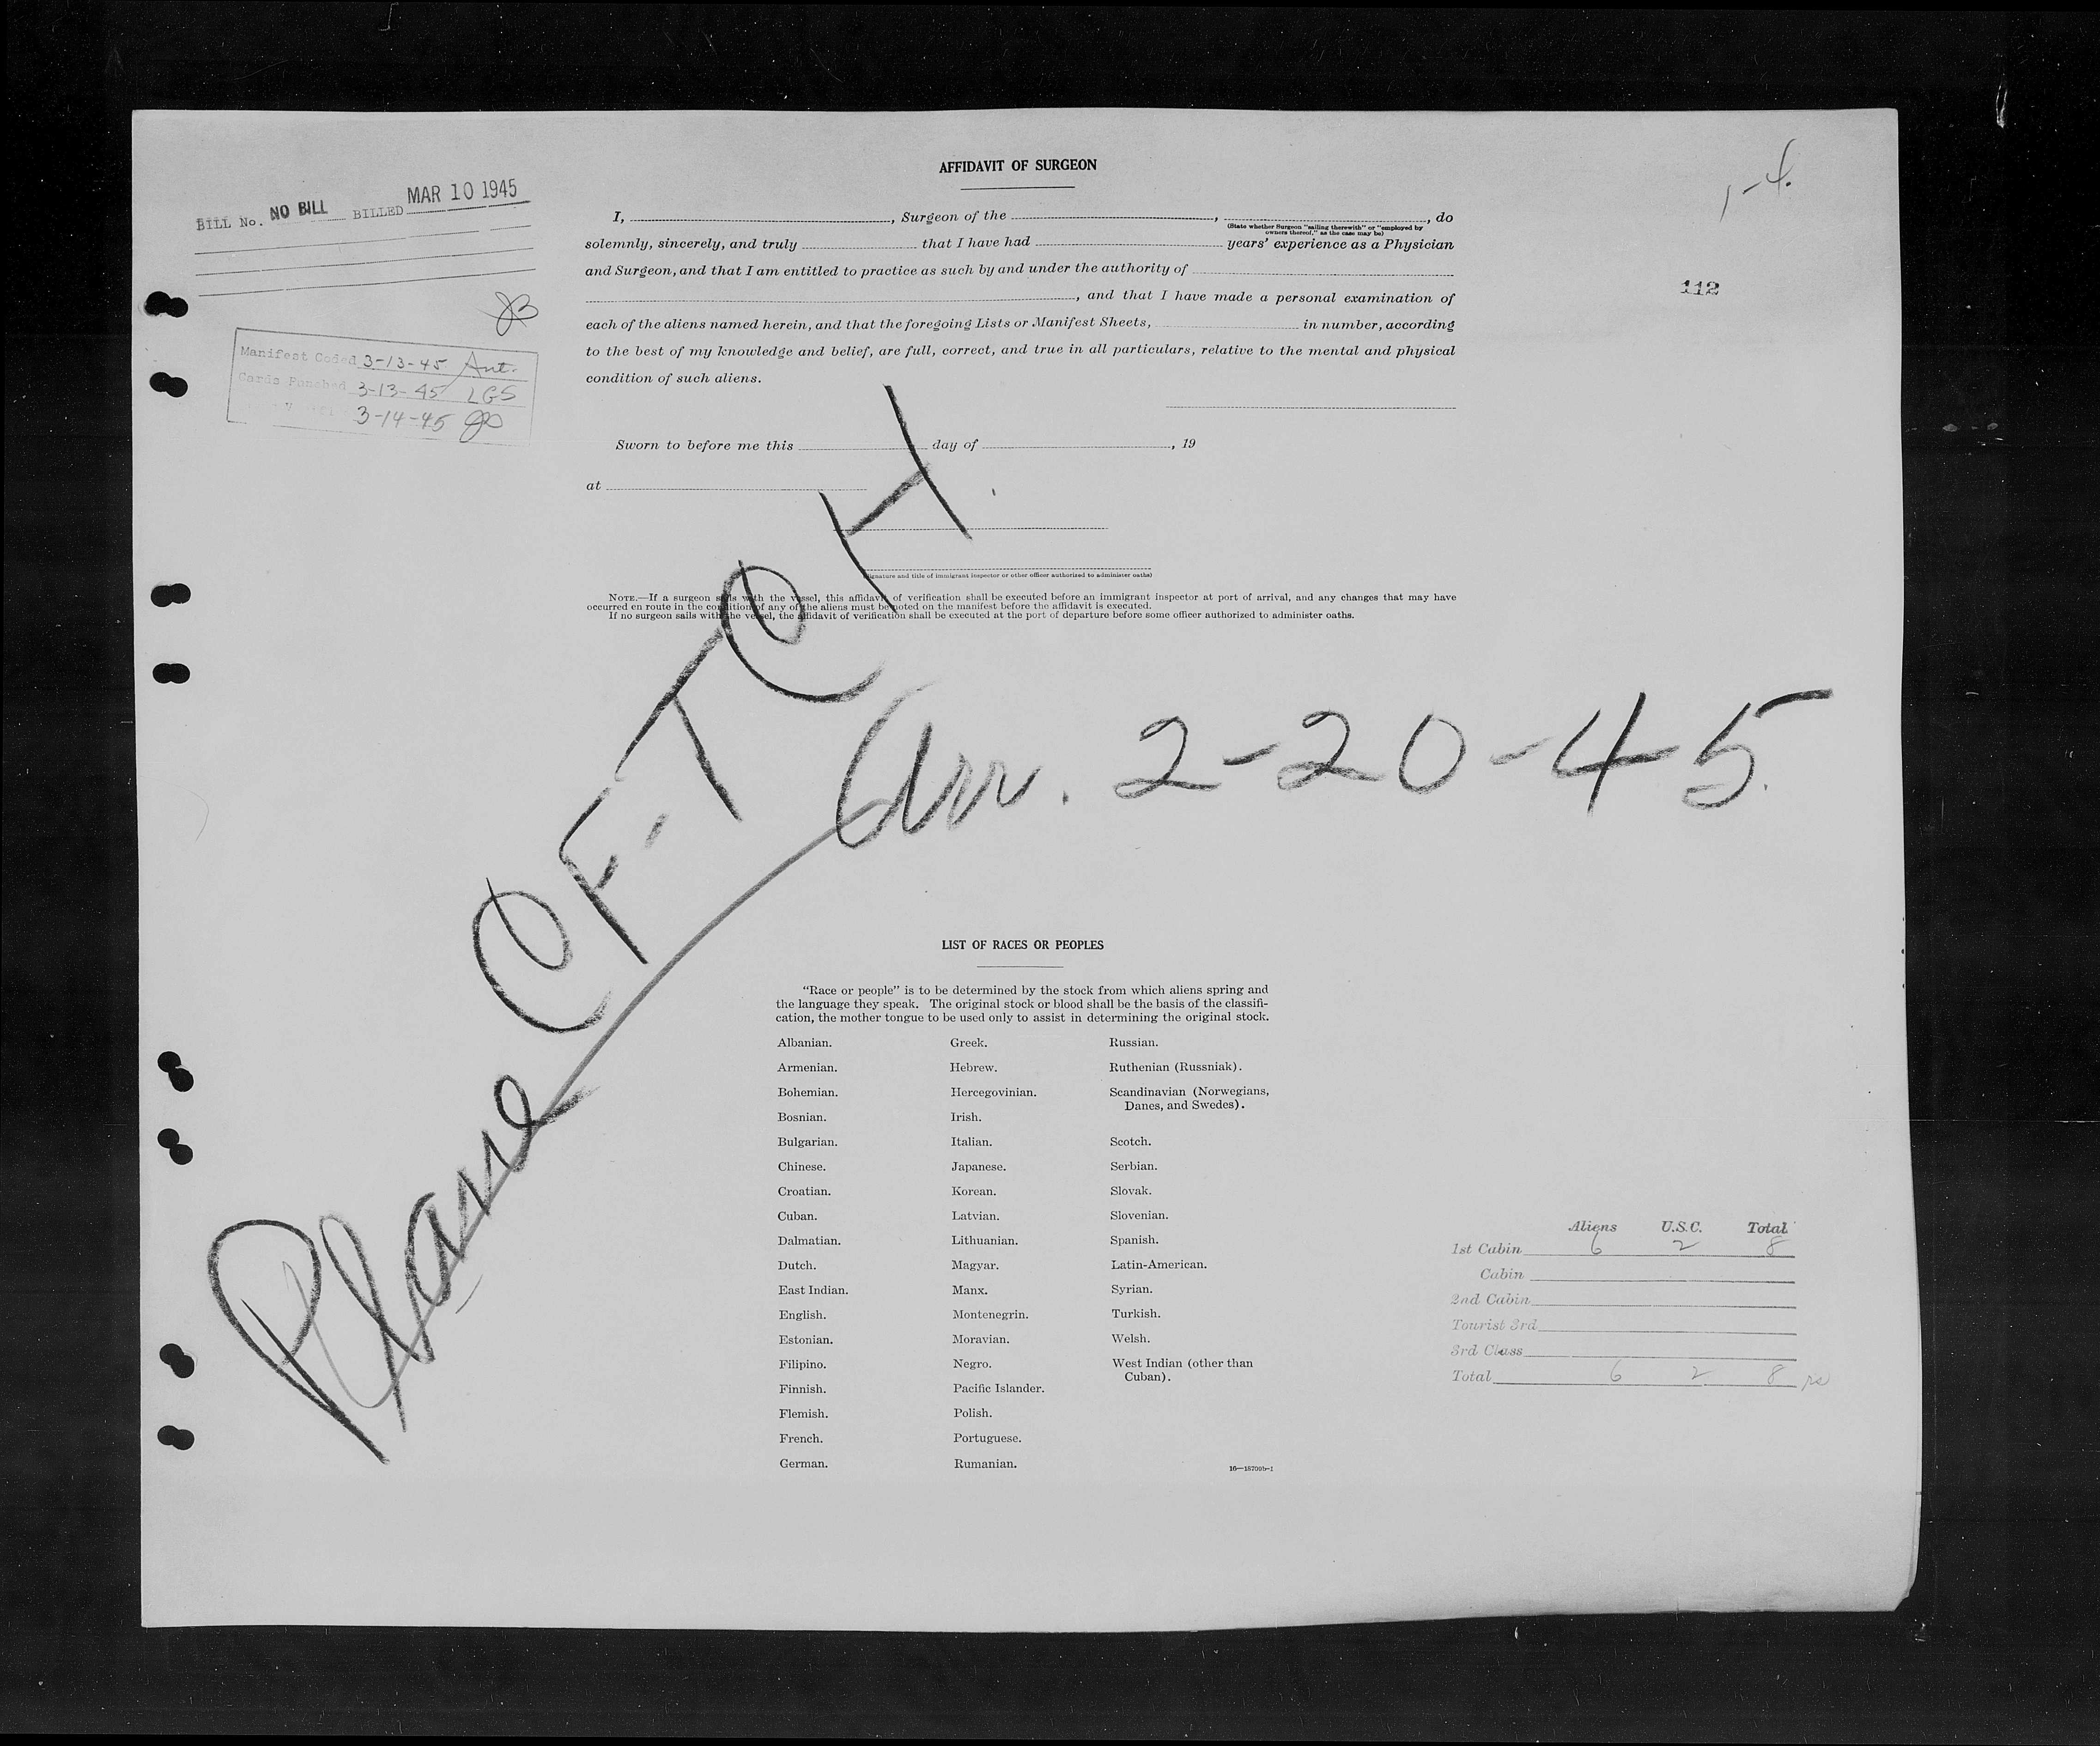 AFFIDAVIT OF SURGEON
1-4.
BILL No. NO BILL BILLED MAR 10 1945
112
I, , Surgeon of the , , do
(State whether Surgeon "sailing therewith" or "employed by
owners thereof," as the case may be)
solemnly, sincerely, and truly that I have had years' experience as a Physician
and Surgeon, and that I am entitled to practice as such by and under the authority of
, and that I have made a personal examination of
each of the aliens named herein, and that the foregoing Lists or Manifest Sheets, in number, according
to the best of my knowledge and belief, are full, correct, and true in all particulars, relative to the mental and physical
condition of such aliens.
Manifest Coded 3-13-45 Ant.
Cards Punched 3-13-45 LGS
3-14-45
Sworn to before me this day of , 19
at
(Signature and title of immigrant inspector or other officer authorized to administer oaths)
NOTE.—If a surgeon sails with the vessel, this affidavit of verification shall be executed before an immigrant inspector at port of arrival, and any changes that may have
occurred en route in the condition of any of the aliens must be noted on the manifest before the affidavit is executed.
If no surgeon sails with the vessel, the affidavit of verification shall be executed at the port of departure before some officer authorized to administer oaths.
Plane CF-TCH.
Arr. 2-20-45.
LIST OF RACES OR PEOPLES
"Race or people" is to be determined by the stock from which aliens spring and
the language they speak. The original stock or blood shall be the basis of the classifi-
cation, the mother tongue to be used only to assist in determining the original stock.
Albanian.
Armenian.
Bohemian.
Bosnian.
Bulgarian.
Chinese.
Croatian.
Cuban.
Dalmatian.
Dutch.
East Indian.
English.
Estonian.
Filipino.
Finnish.
Flemish.
French.
German.
Greek.
Hebrew.
Hercegovinian.
Irish.
Italian.
Japanese.
Korean.
Latvian.
Lithuanian.
Magyar.
Manx.
Montenegrin.
Moravian.
Negro.
Pacific Islander.
Polish.
Portuguese.
Rumanian.
Russian.
Ruthenian (Russniak).
Scandinavian (Norwegians,
Danes, and Swedes).
Scotch.
Serbian.
Slovak.
Slovenian.
Spanish.
Latin-American.
Syrian.
Turkish.
Welsh.
West Indian (other than
Cuban).
16—18700b-1
Aliens U.S.C. Total
1st Cabin 6 2 8
Cabin
2nd Cabin
Tourist 3rd
3rd Class
Total 6 2 8